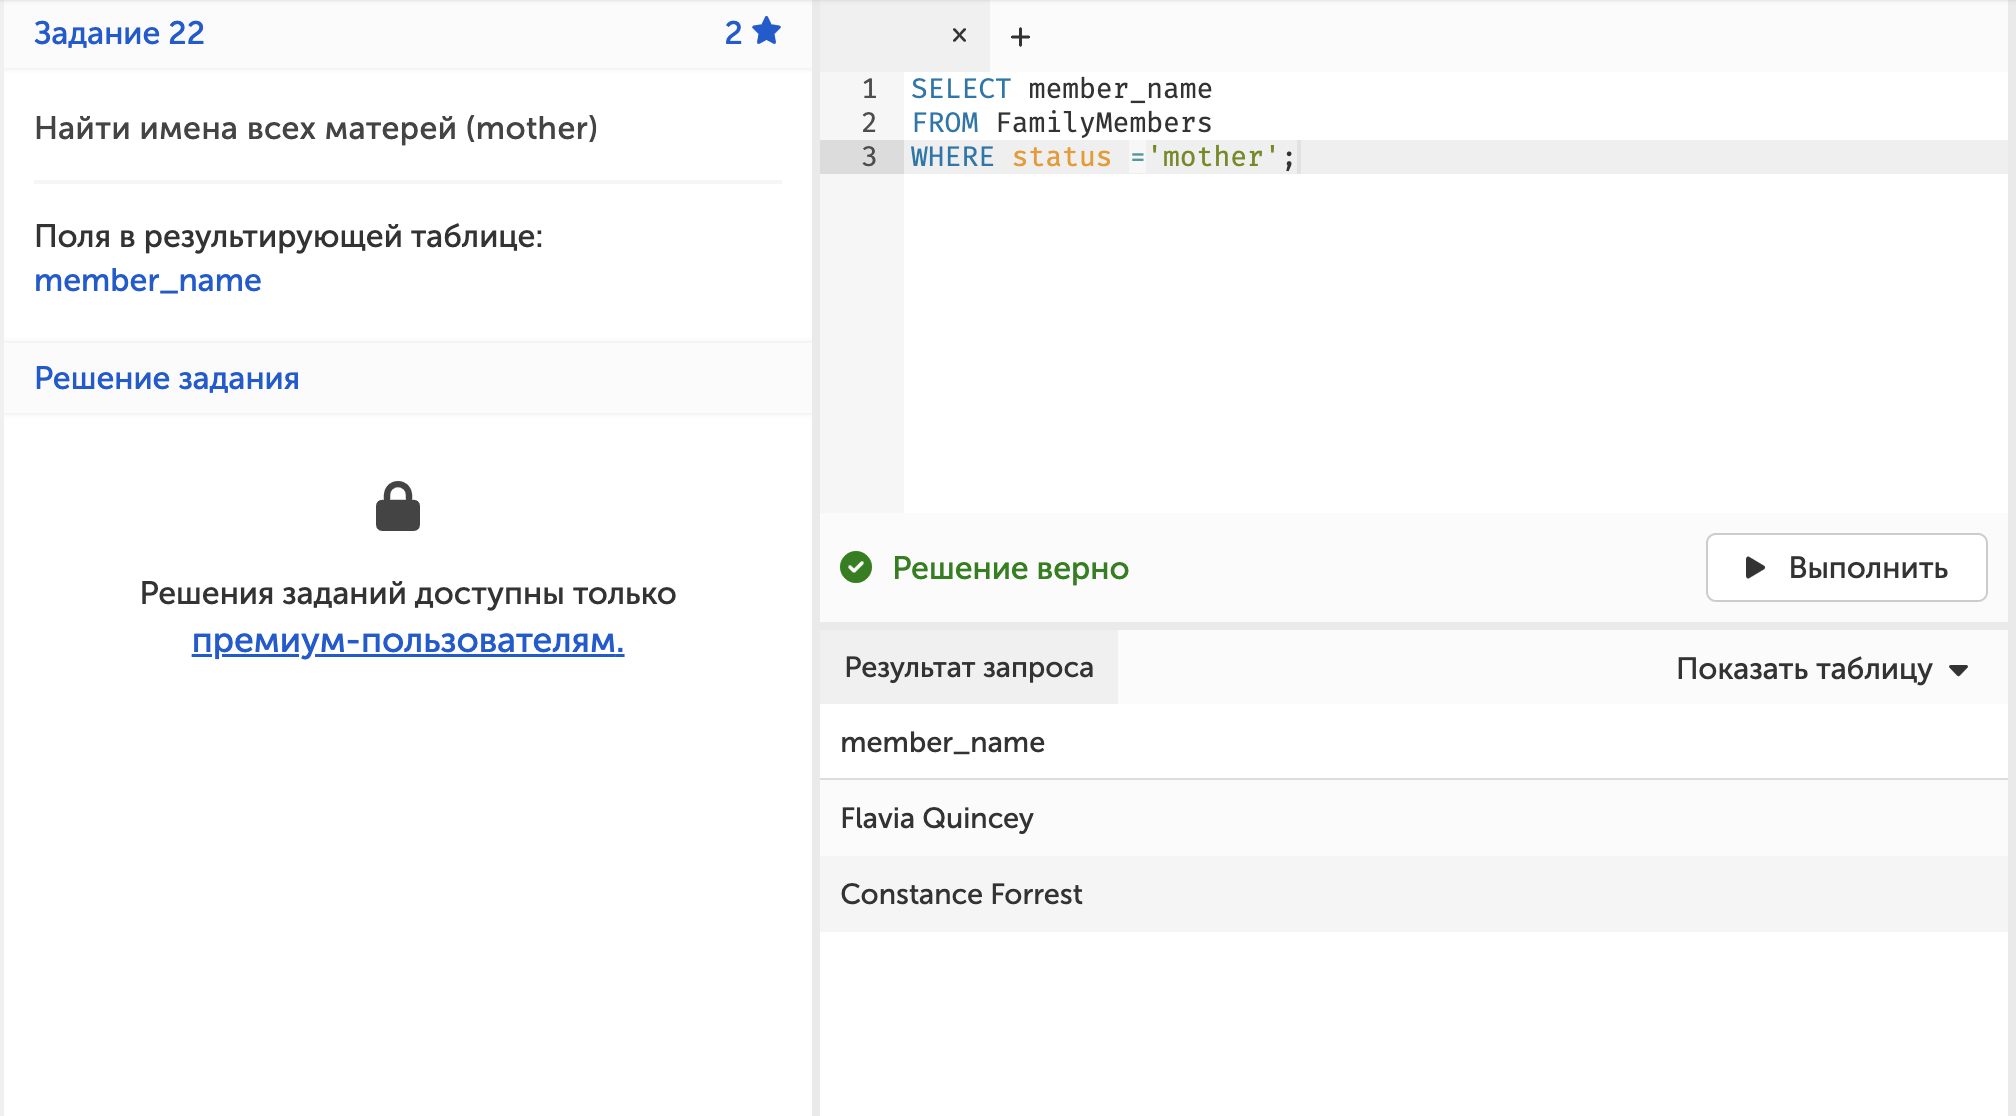 Задание 22
2
Найти имена всех матерей (mother)
Поля в результирующей таблице:
member_name
Решение задания
Решения заданий доступны только
премиум-пользователям.
1 SELECT member_name
2 FROM FamilyMembers
3 WHERE status ='mother';
Решение верно
Выполнить
Результат запроса
Показать таблицу
member_name
Flavia Quincey
Constance Forrest